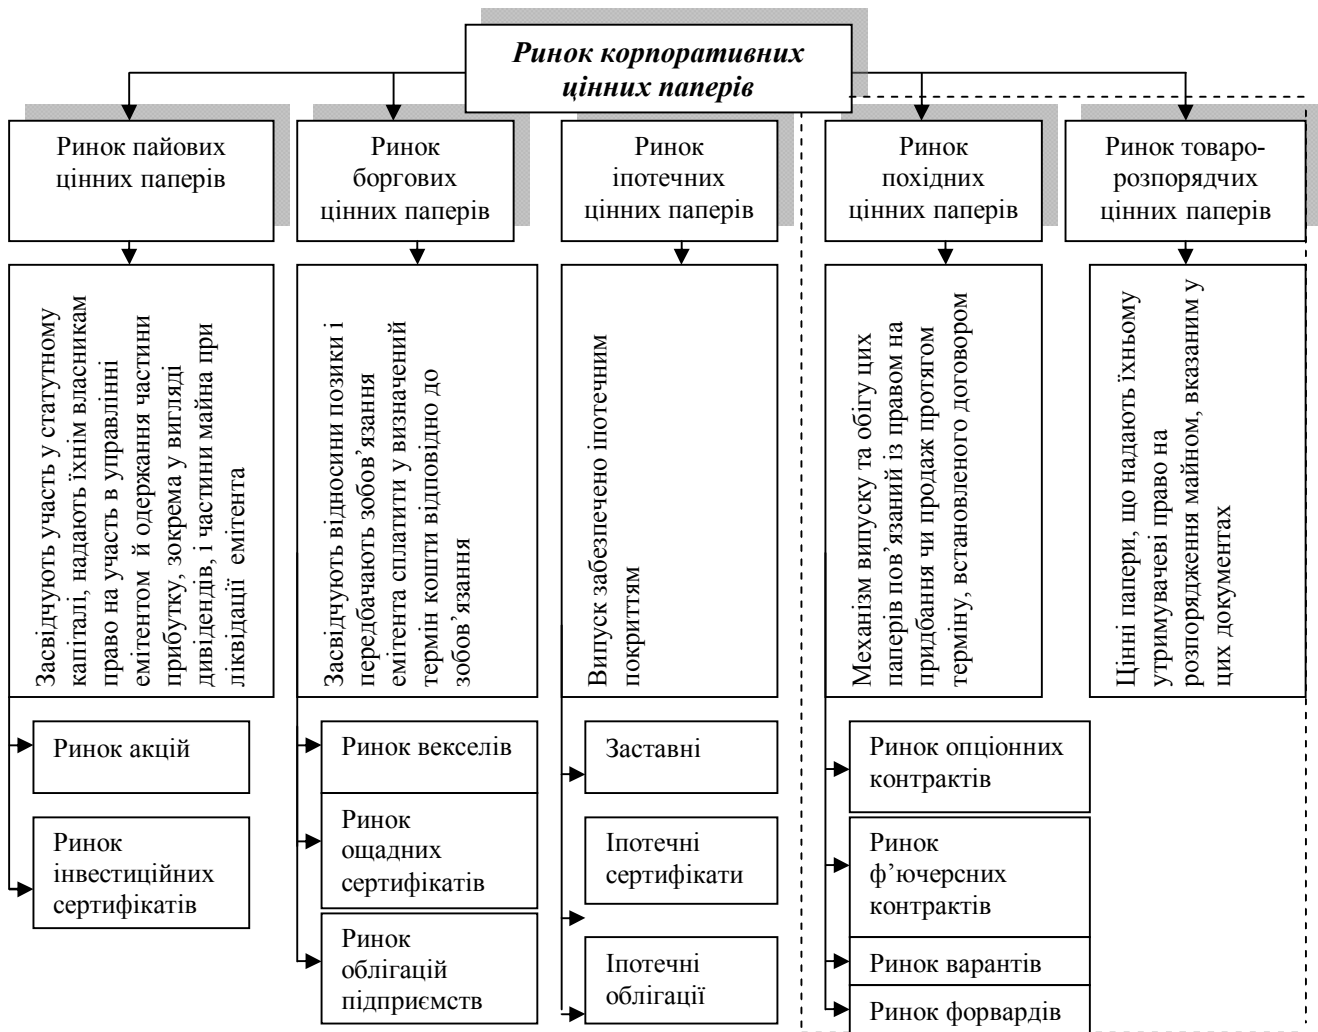 Ринок корпоративних
цінних паперів
Ринок пайових
цінних паперів
Ринок
боргових
цінних паперів
Ринок
іпотечних
цінних паперів
Ринок
похідних
цінних паперів
Ринок товаро-
розпорядчих
цінних паперів
Засвідчують участь у статутному
капіталі, надають їхнім власникам
право на участь в управлінні
емітентом й одержання частини
прибутку, зокрема у вигляді
дивідендів, і частини майна при
ліквідації емітента
Засвідчують відносини позики і
передбачають зобов’язання
емітента сплатити у визначений
термін кошти відповідно до
зобов’язання
Випуск забезпечено іпотечним
покриттям
Механізм випуску та обігу цих
паперів пов’язаний із правом на
придбання чи продаж протягом
терміну, встановленого договором
Цінні папери, що надають їхньому
утримувачеві право на
розпорядження майном, вказаним у
цих документах
Ринок акцій
Ринок
інвестиційних
сертифікатів
Ринок векселів
Ринок
ощадних
сертифікатів
Ринок
облігацій
підприємств
Заставні
Іпотечні
сертифікати
Іпотечні
облігації
Ринок опціонних
контрактів
Ринок
ф’ючерсних
контрактів
Ринок варантів
Ринок форвардів